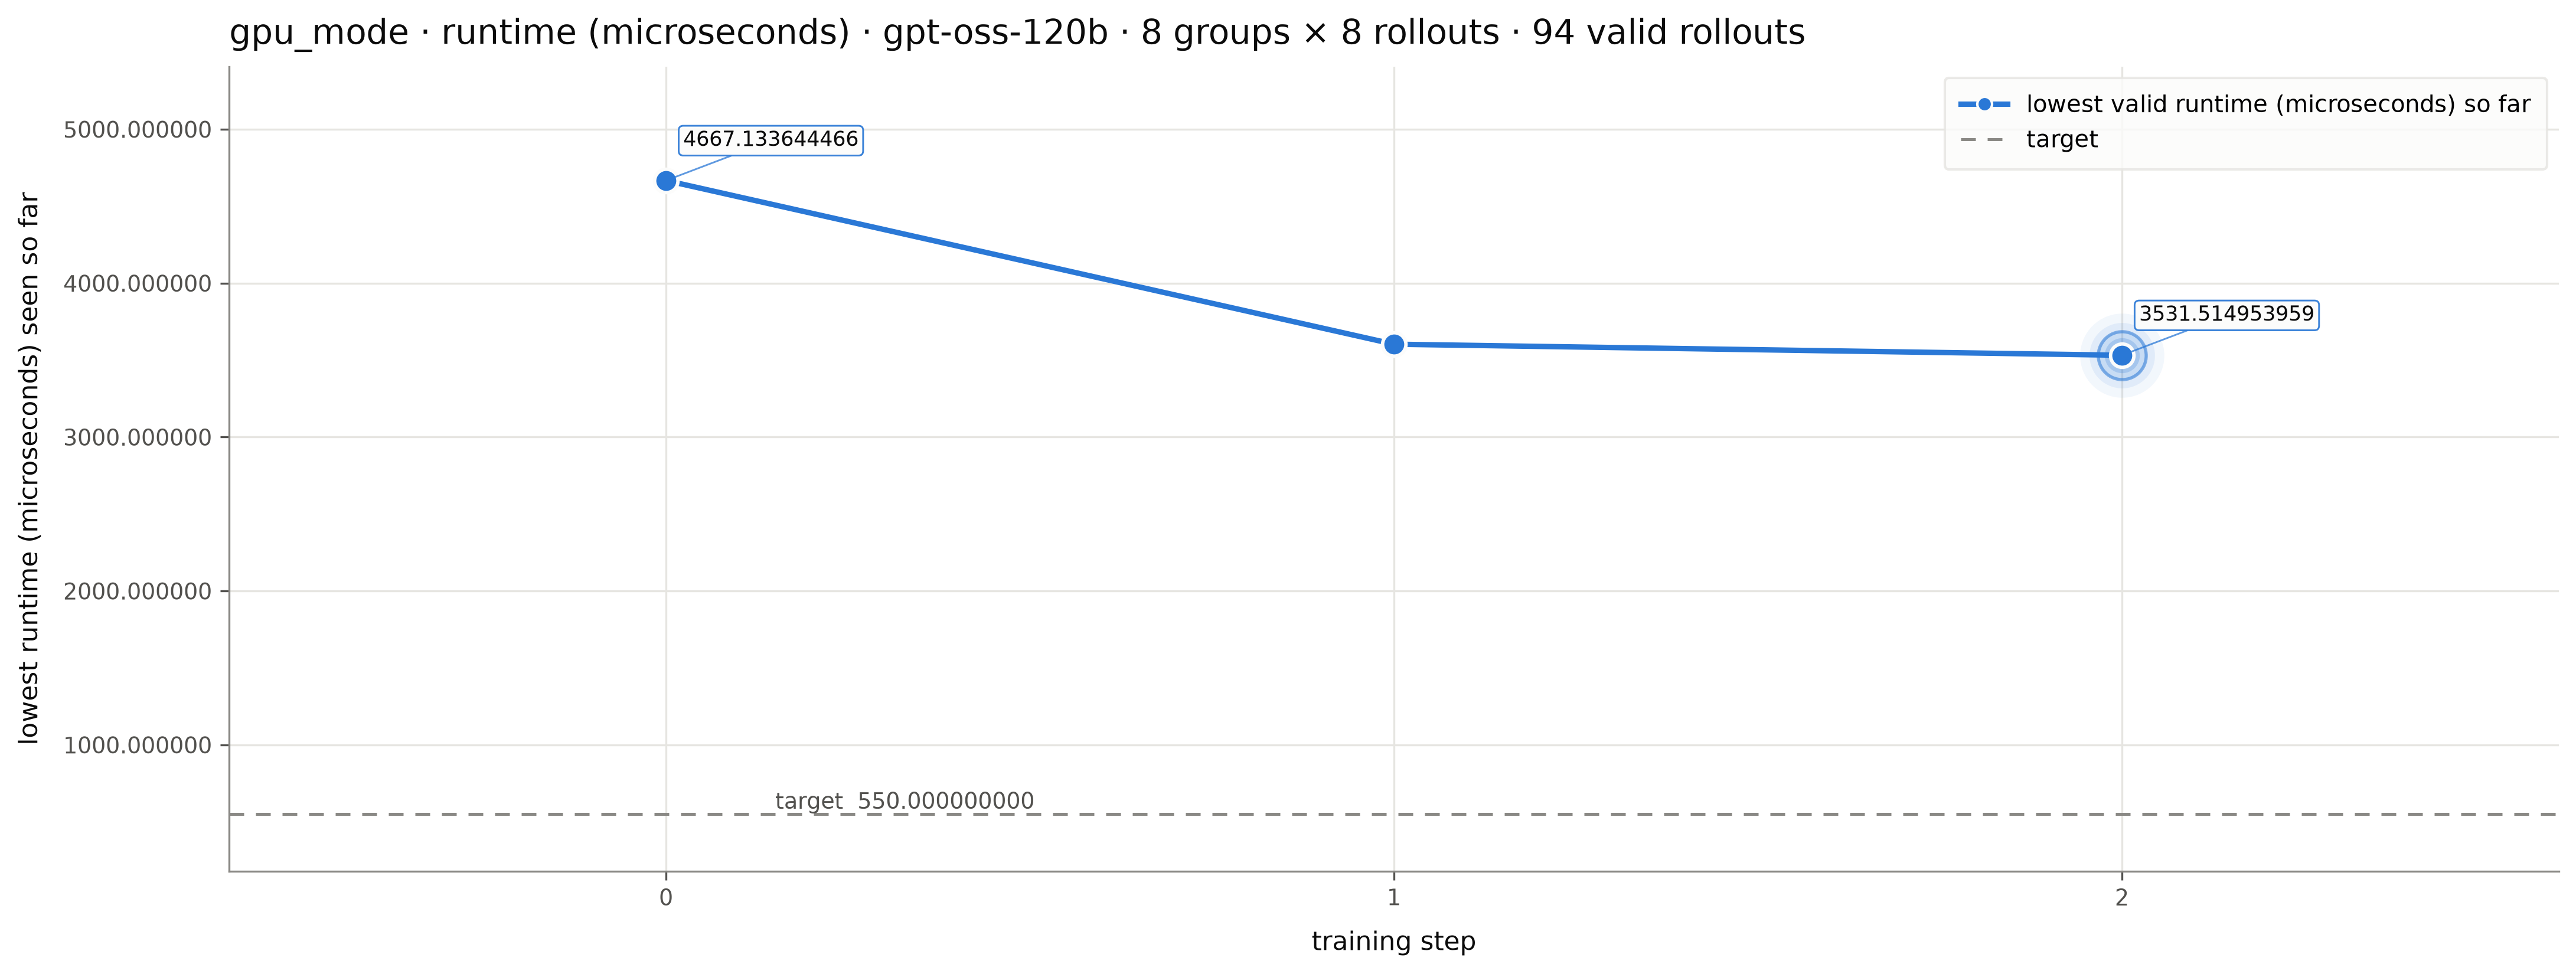 gpu_mode · runtime (microseconds) · gpt-oss-120b · 8 groups × 8 rollouts · 94 valid rollouts
lowest valid runtime (microseconds) so far
target
lowest runtime (microseconds) seen so far
5000.000000
4000.000000
3000.000000
2000.000000
1000.000000
4667.133644466
3531.514953959
target 550.000000000
0
1
2
training step